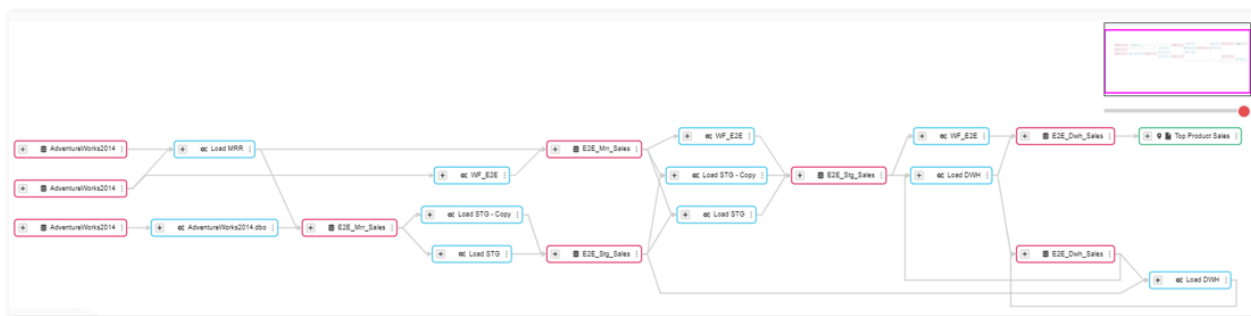 WF_E2E
WF_E2E
E2E_Dwh_Sales
Top Product Sales
AdventureWorks2014
Load MRR
E2E_Mrr_Sales
WF_E2E
Load STG - Copy
E2E_Stg_Sales
Load DWH
AdventureWorks2014
Load STG - Copy
Load STG
AdventureWorks2014
AdventureWorks2014.dbo
E2E_Mrr_Sales
Load STG
E2E_Stg_Sales
E2E_Dwh_Sales
Load DWH